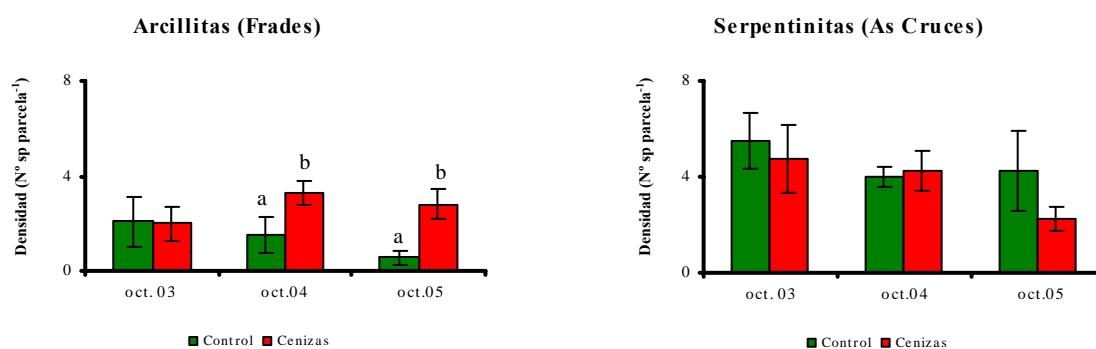 Arcillitas (Frades)
Densidad (Nº sp parcela-1)
8
4
0
a
b
a
b
oct. 03
oct.04
oct.05
Control
Cenizas
Serpentinitas (As Cruces)
Densidad (Nº sp parcela-1)
8
4
0
oct. 03
oct.04
oct.05
Control
Cenizas